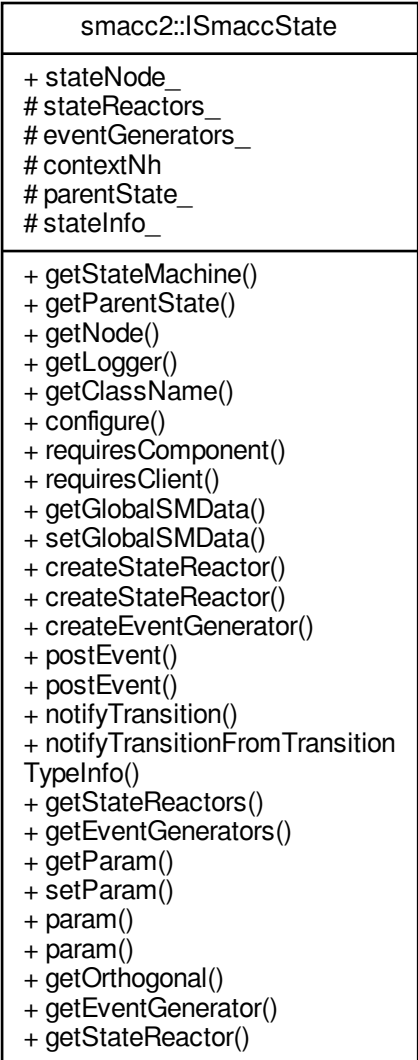 smacc2::ISmaccState
+ stateNode_
# stateReactors_
# eventGenerators_
# contextNh
# parentState_
# stateInfo_
+ getStateMachine()
+ getParentState()
+ getNode()
+ getLogger()
+ getClassName()
+ configure()
+ requiresComponent()
+ requiresClient()
+ getGlobalSMData()
+ setGlobalSMData()
+ createStateReactor()
+ createStateReactor()
+ createEventGenerator()
+ postEvent()
+ postEvent()
+ notifyTransition()
+ notifyTransitionFromTransition
TypeInfo()
+ getStateReactors()
+ getEventGenerators()
+ getParam()
+ setParam()
+ param()
+ param()
+ getOrthogonal()
+ getEventGenerator()
+ getStateReactor()